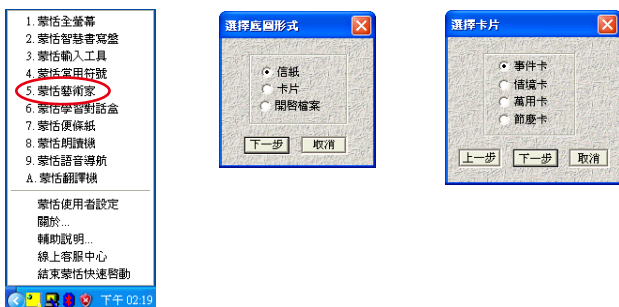 1. 蒙恬全螢幕
2. 蒙恬智慧書寫盤
3. 蒙恬輸入工具
4. 蒙恬常用符號
5. 蒙恬藝術家
6. 蒙恬學習對話盒
7. 蒙恬便條紙
8. 蒙恬朗讀機
9. 蒙恬語音導航
A. 蒙恬翻譯機
蒙恬使用者設定
關於...
輔助說明...
線上客服中心
結束蒙恬快速啓動
下午 02:19
選擇底圖形式
信紙
卡片
開啓檔案
下一步 取消
選擇卡片
事件卡
情境卡
萬用卡
節慶卡
上一步 下一步 取消